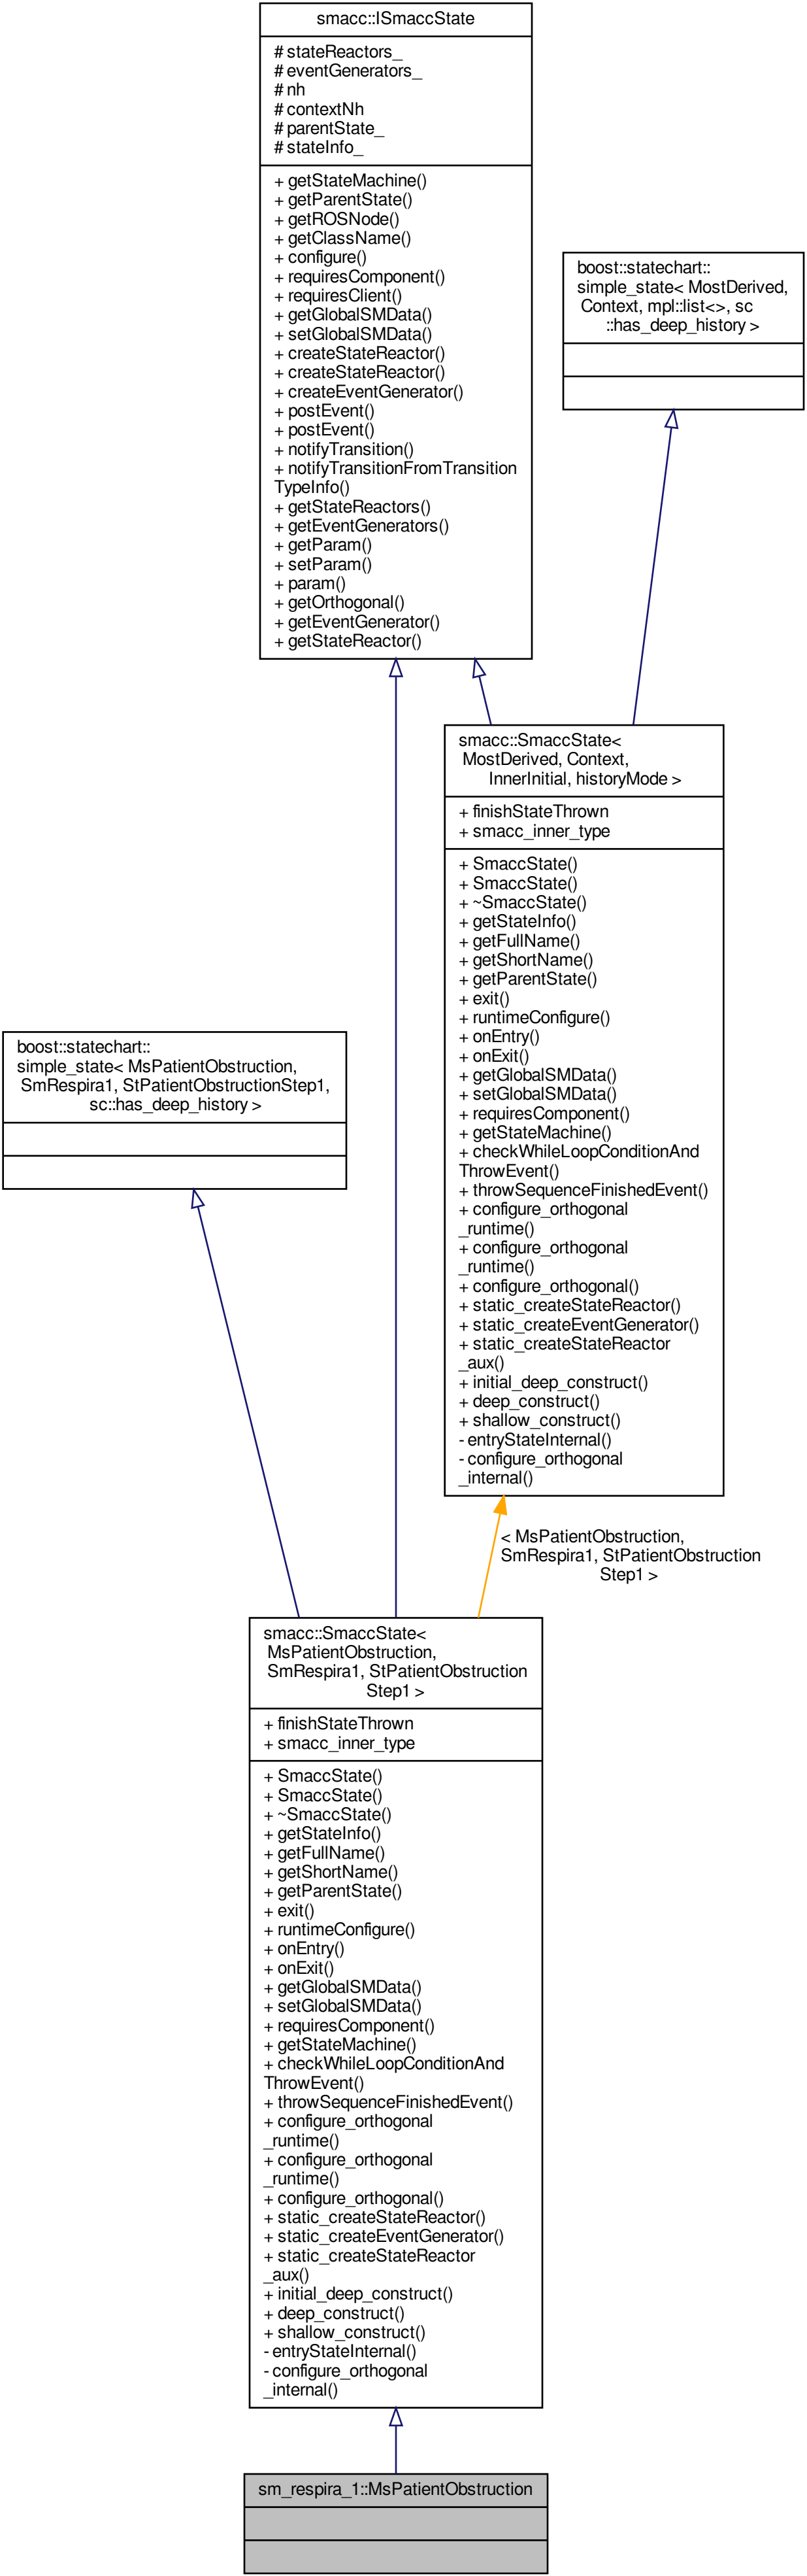 smacc::ISmaccState
# stateReactors_
# eventGenerators_
# nh
# contextNh
# parentState_
# stateInfo_
+ getStateMachine()
+ getParentState()
+ getROSNode()
+ getClassName()
+ configure()
+ requiresComponent()
+ requiresClient()
+ getGlobalSMData()
+ setGlobalSMData()
+ createStateReactor()
+ createStateReactor()
+ createEventGenerator()
+ postEvent()
+ postEvent()
+ notifyTransition()
+ notifyTransitionFromTransition
TypeInfo()
+ getStateReactors()
+ getEventGenerators()
+ getParam()
+ setParam()
+ param()
+ getOrthogonal()
+ getEventGenerator()
+ getStateReactor()
boost::statechart::
simple_state< MostDerived,
Context, mpl::list<>, sc
::has_deep_history >
smacc::SmaccState<
MostDerived, Context,
InnerInitial, historyMode >
+ finishStateThrown
+ smacc_inner_type
+ SmaccState()
+ SmaccState()
+ ~SmaccState()
+ getStateInfo()
+ getFullName()
+ getShortName()
+ getParentState()
+ exit()
+ runtimeConfigure()
+ onEntry()
+ onExit()
+ getGlobalSMData()
+ setGlobalSMData()
+ requiresComponent()
+ getStateMachine()
+ checkWhileLoopConditionAnd
ThrowEvent()
+ throwSequenceFinishedEvent()
+ configure_orthogonal
_runtime()
+ configure_orthogonal
_runtime()
+ configure_orthogonal()
+ static_createStateReactor()
+ static_createEventGenerator()
+ static_createStateReactor
_aux()
+ initial_deep_construct()
+ deep_construct()
+ shallow_construct()
- entryStateInternal()
- configure_orthogonal
_internal()
boost::statechart::
simple_state< MsPatientObstruction,
SmRespira1, StPatientObstructionStep1,
sc::has_deep_history >
< MsPatientObstruction,
SmRespira1, StPatientObstruction
Step1 >
smacc::SmaccState<
MsPatientObstruction,
SmRespira1, StPatientObstruction
Step1 >
+ finishStateThrown
+ smacc_inner_type
+ SmaccState()
+ SmaccState()
+ ~SmaccState()
+ getStateInfo()
+ getFullName()
+ getShortName()
+ getParentState()
+ exit()
+ runtimeConfigure()
+ onEntry()
+ onExit()
+ getGlobalSMData()
+ setGlobalSMData()
+ requiresComponent()
+ getStateMachine()
+ checkWhileLoopConditionAnd
ThrowEvent()
+ throwSequenceFinishedEvent()
+ configure_orthogonal
_runtime()
+ configure_orthogonal
_runtime()
+ configure_orthogonal()
+ static_createStateReactor()
+ static_createEventGenerator()
+ static_createStateReactor
_aux()
+ initial_deep_construct()
+ deep_construct()
+ shallow_construct()
- entryStateInternal()
- configure_orthogonal
_internal()
sm_respira_1::MsPatientObstruction